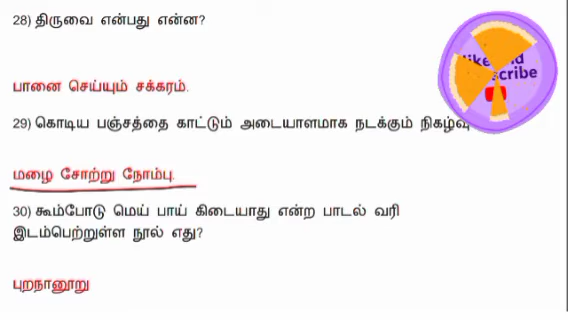 28) திருவை என்பது என்ன?
பானை செய்யும் சக்கரம்.
29) கொடிய பஞ்சத்தை காட்டும் அடையாளமாக நடக்கும் நிகழ்வு
மழை சோற்று நோம்பு.
30) கூம்போடு மெய் பாய் கிடையாது என்ற பாடல் வரி
இடம்பெற்றுள்ள நூல் எது?
புறநானூறு